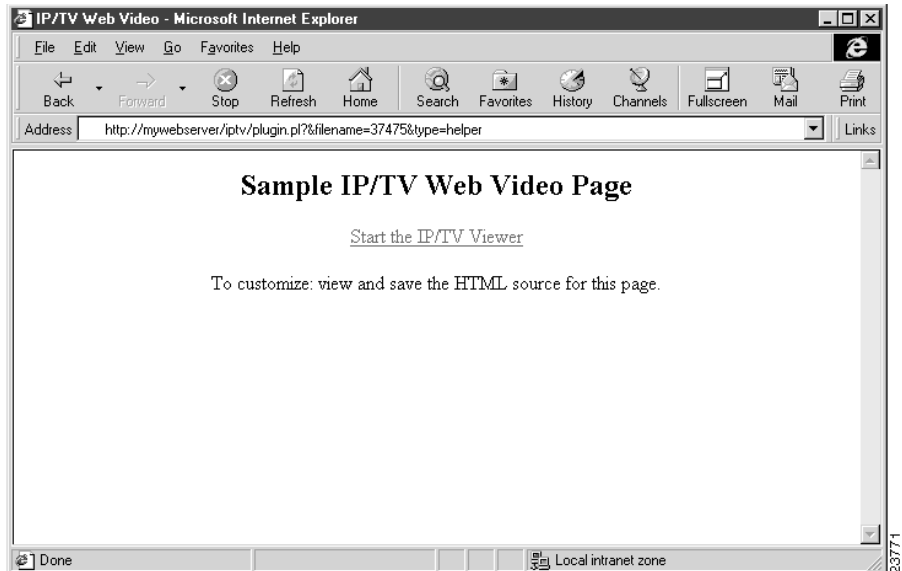 IP/TV Web Video - Microsoft Internet Explorer
File Edit View Go Favorites Help
Back Forward Stop Refresh Home Search Favorites History Channels Fullscreen Mail Print
Address http://mywebserver/iptv/plugin.pl?&filename=37475&type=helper Links
Sample IP/TV Web Video Page
Start the IP/TV Viewer
To customize: view and save the HTML source for this page.
Done Local intranet zone
23771